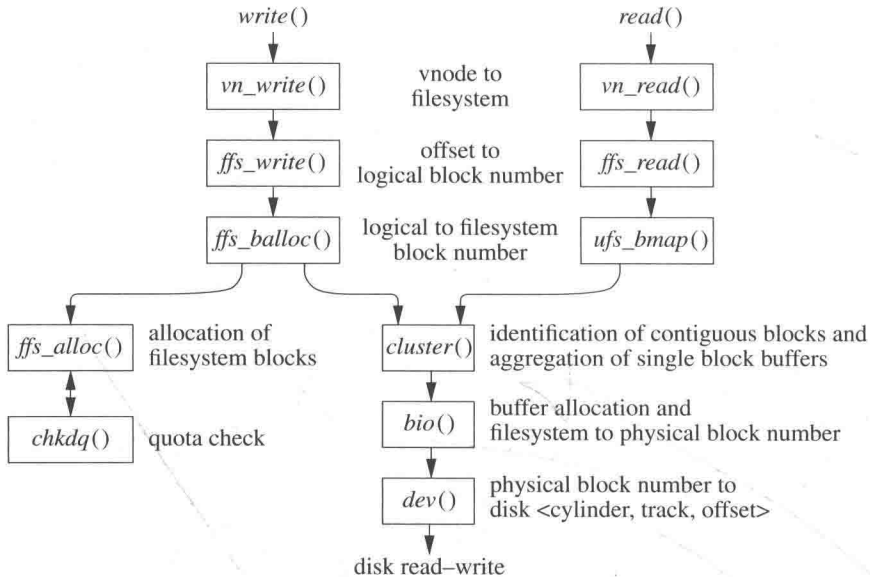 write()
read()
vn_write()
vnode to
filesystem
vn_read()
ffs_write()
offset to
logical block number
ffs_read()
ffs_balloc()
logical to filesystem
block number
ufs_bmap()
ffs_alloc()
allocation of
filesystem blocks
cluster()
identification of contiguous blocks and
aggregation of single block buffers
chkdq()
quota check
bio()
buffer allocation and
filesystem to physical block number
dev()
physical block number to
disk <cylinder, track, offset>
disk read–write